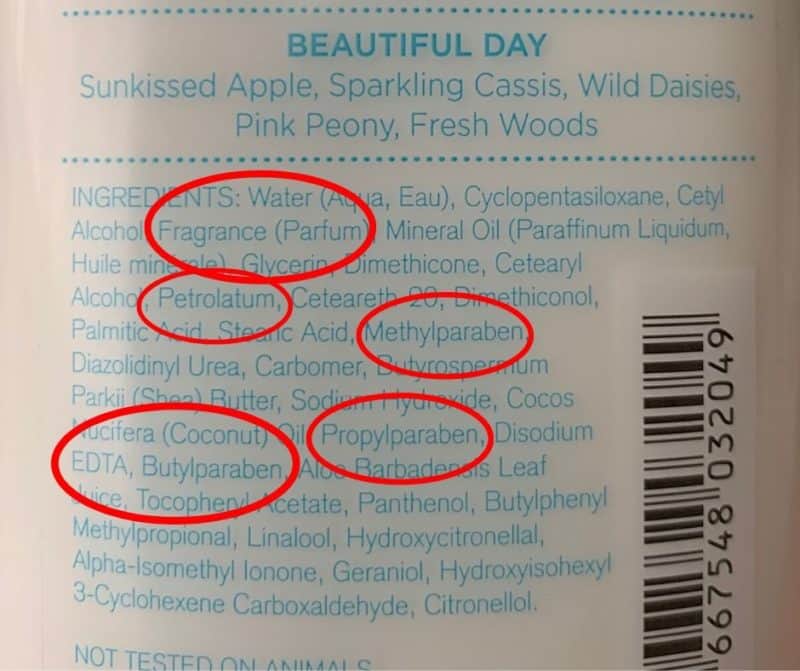 BEAUTIFUL DAY
Sunkissed Apple, Sparkling Cassis, Wild Daisies,
Pink Peony, Fresh Woods
INGREDIENTS: Water (Aqua, Eau), Cyclopentasiloxane, Cetyl
Alcohol, Fragrance (Parfum), Mineral Oil (Paraffinum Liquidum,
Huile minérale), Glycerin, Dimethicone, Cetearyl
Alcohol, Petrolatum, Ceteareth-20, Dimethiconol,
Palmitic Acid, Stearic Acid, Methylparaben,
Diazolidinyl Urea, Carbomer, Butyrospermum
Parkii (Shea) Butter, Sodium Hydroxide, Cocos
Nucifera (Coconut) Oil, Propylparaben, Disodium
EDTA, Butylparaben, Aloe Barbadensis Leaf
Juice, Tocopheryl Acetate, Panthenol, Butylphenyl
Methylpropional, Linalool, Hydroxycitronellal,
Alpha-Isomethyl Ionone, Geraniol, Hydroxyisohexyl
3-Cyclohexene Carboxaldehyde, Citronellol.
NOT TESTED ON ANIMALS
667548 032049